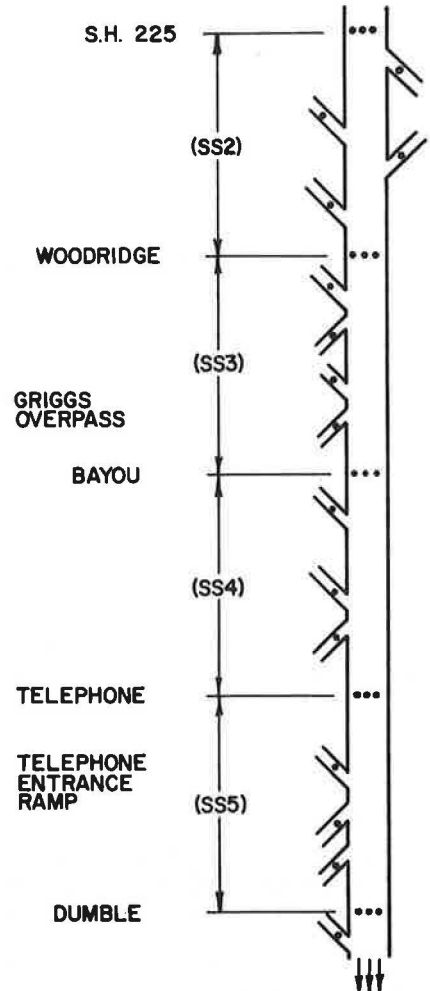 S.H. 225
(SS2)
WOODRIDGE
(SS3)
GRIGGS
OVERPASS
BAYOU
(SS4)
TELEPHONE
TELEPHONE
ENTRANCE
RAMP
(SS5)
DUMBLE